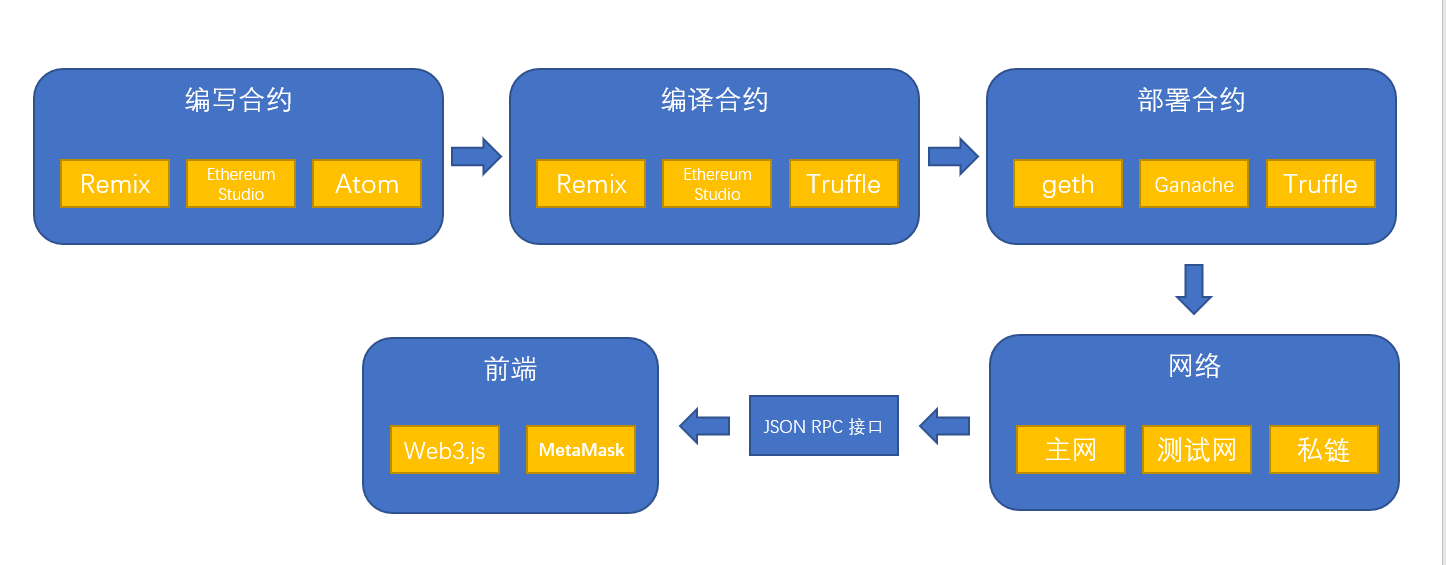 编写合约
Remix
Ethereum
Studio
Atom
编译合约
Remix
Ethereum
Studio
Truffle
部署合约
geth
Ganache
Truffle
网络
主网
测试网
私链
JSON RPC 接口
前端
Web3.js
MetaMask